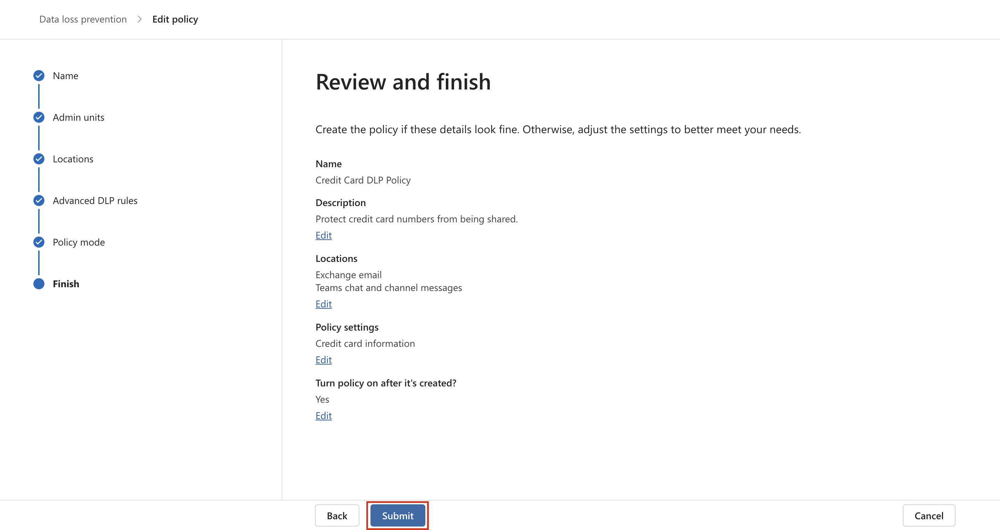 Data loss prevention > Edit policy
Name
Admin units
Locations
Advanced DLP rules
Policy mode
Finish
Review and finish
Create the policy if these details look fine. Otherwise, adjust the settings to better meet your needs.
Name
Credit Card DLP Policy
Description
Protect credit card numbers from being shared.
Edit
Locations
Exchange email
Teams chat and channel messages
Edit
Policy settings
Credit card information
Edit
Turn policy on after it's created?
Yes
Edit
Back Submit Cancel